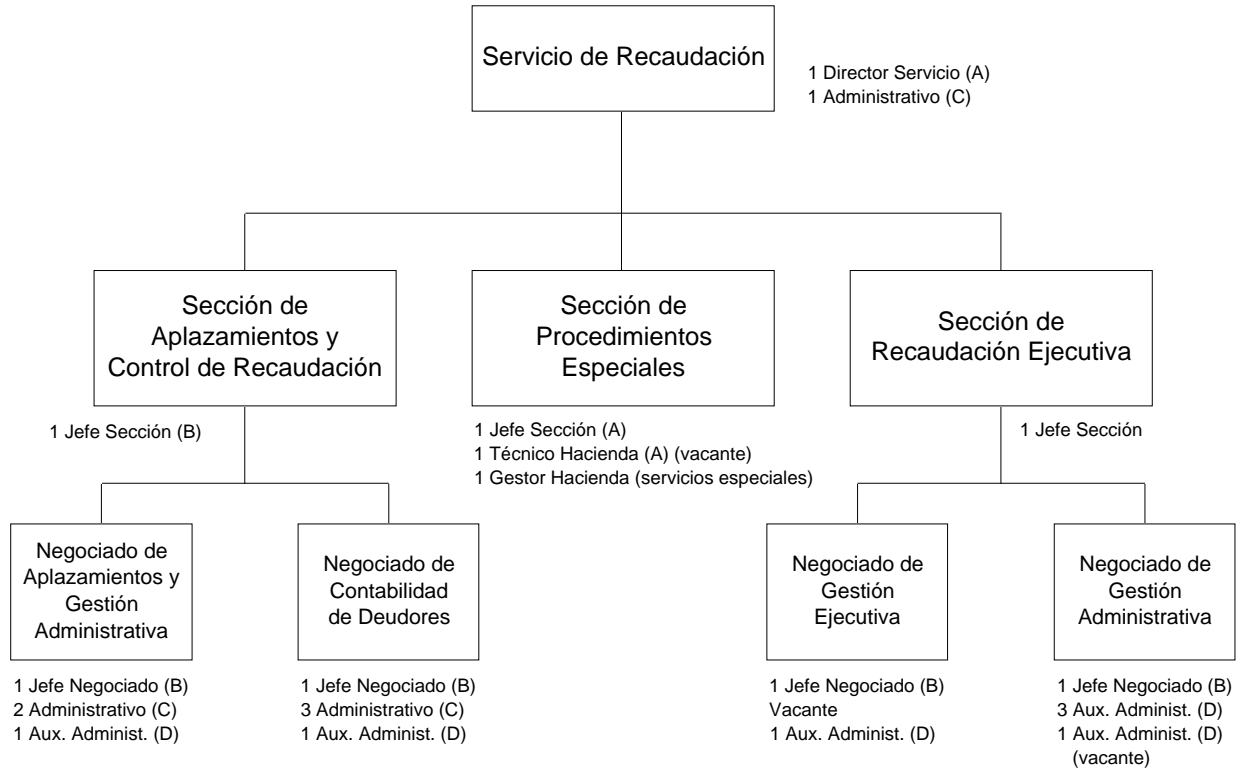 Servicio de Recaudación
1 Director Servicio (A)
1 Administrativo (C)
Sección de
Aplazamientos y
Control de Recaudación
1 Jefe Sección (B)
Sección de
Procedimientos
Especiales
1 Jefe Sección (A)
1 Técnico Hacienda (A) (vacante)
1 Gestor Hacienda (servicios especiales)
Sección de
Recaudación Ejecutiva
1 Jefe Sección
Negociado de
Aplazamientos y
Gestión
Administrativa
1 Jefe Negociado (B)
2 Administrativo (C)
1 Aux. Administ. (D)
Negociado de
Contabilidad
de Deudores
1 Jefe Negociado (B)
3 Administrativo (C)
1 Aux. Administ. (D)
Negociado de
Gestión
Ejecutiva
1 Jefe Negociado (B)
Vacante
1 Aux. Administ. (D)
Negociado de
Gestión
Administrativa
1 Jefe Negociado (B)
3 Aux. Administ. (D)
1 Aux. Administ. (D)
(vacante)